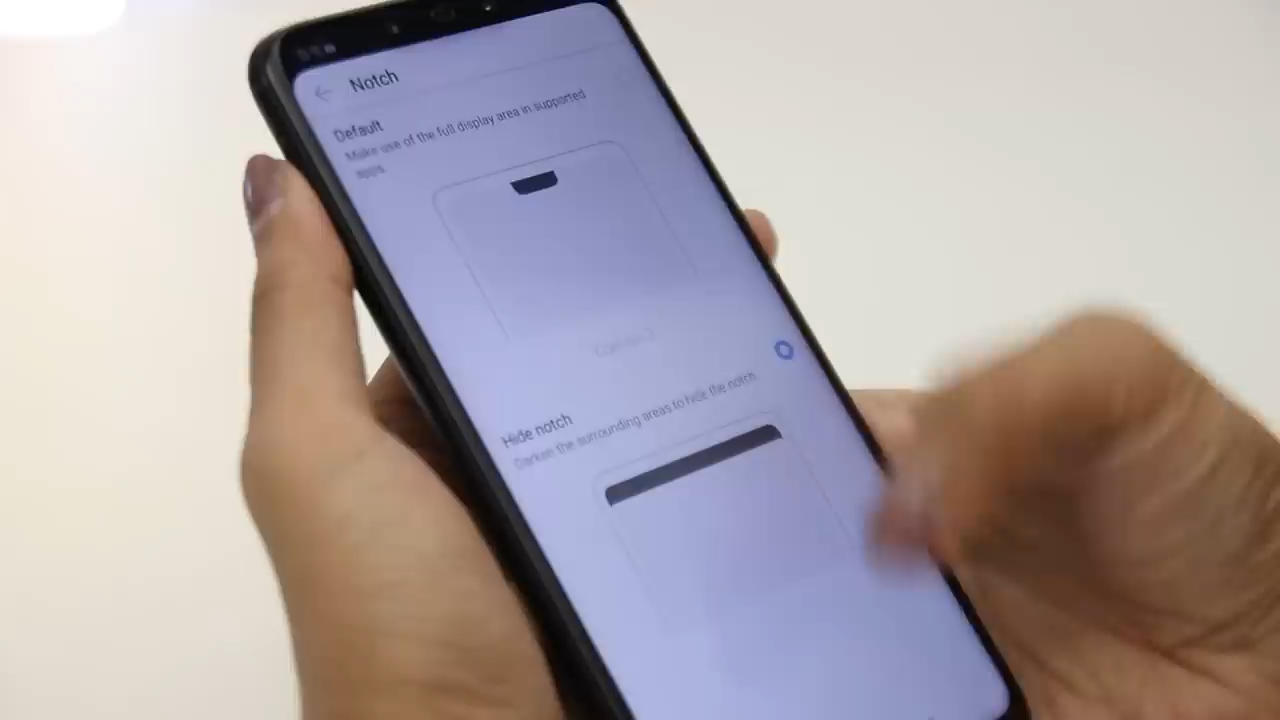 Notch
Default
Make use of the full display area in supported
apps.
Hide notch
Darken the surrounding areas to hide the notch